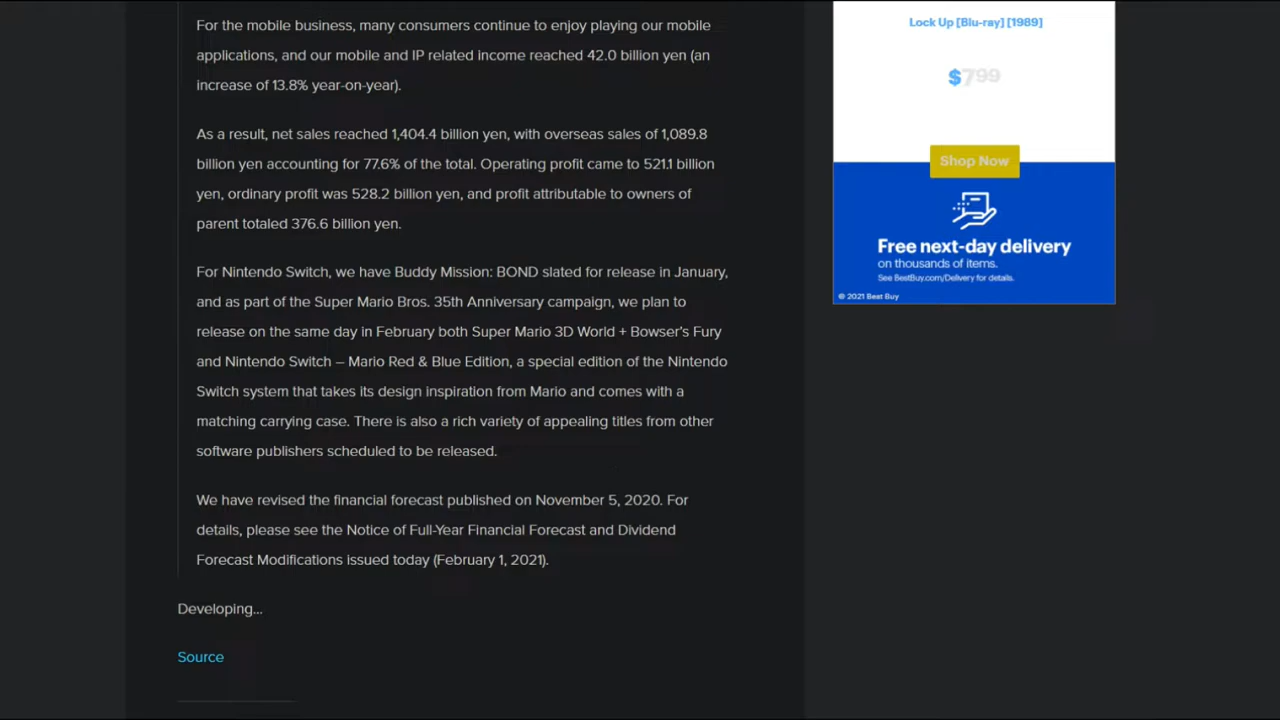 For the mobile business, many consumers continue to enjoy playing our mobile
applications, and our mobile and IP related income reached 42.0 billion yen (an
increase of 13.8% year-on-year).
As a result, net sales reached 1,404.4 billion yen, with overseas sales of 1,089.8
billion yen accounting for 77.6% of the total. Operating profit came to 521.1 billion
yen, ordinary profit was 528.2 billion yen, and profit attributable to owners of
parent totaled 376.6 billion yen.
For Nintendo Switch, we have Buddy Mission: BOND slated for release in January,
and as part of the Super Mario Bros. 35th Anniversary campaign, we plan to
release on the same day in February both Super Mario 3D World + Bowser's Fury
and Nintendo Switch – Mario Red & Blue Edition, a special edition of the Nintendo
Switch system that takes its design inspiration from Mario and comes with a
matching carrying case. There is also a rich variety of appealing titles from other
software publishers scheduled to be released.
We have revised the financial forecast published on November 5, 2020. For
details, please see the Notice of Full-Year Financial Forecast and Dividend
Forecast Modifications issued today (February 1, 2021).
Developing...
Source
Lock Up [Blu-ray] [1989]
$799
Shop Now
Free next-day delivery
on thousands of items.
See BestBuy.com/Delivery for details.
© 2021 Best Buy